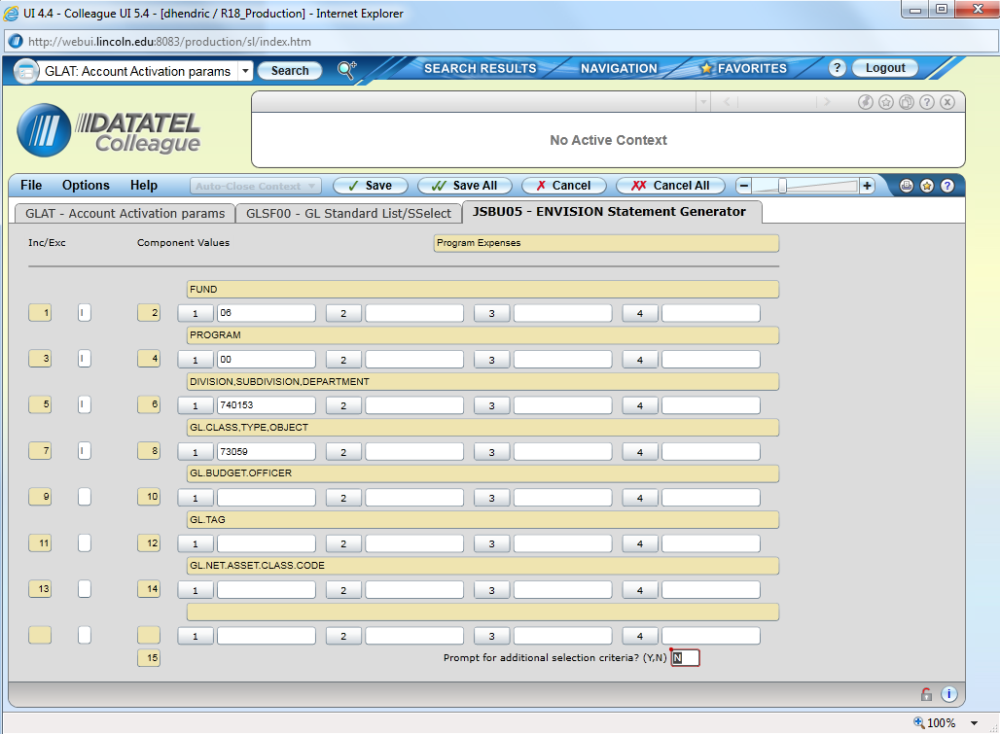 UI 4.4 - Colleague UI 5.4 - [dhendric / R18_Production] - Internet Explorer
http://webui.lincoln.edu:8083/production/sl/index.htm
GLAT: Account Activation params Search SEARCH RESULTS NAVIGATION FAVORITES ? Logout
DATATEL
Colleague
No Active Context
File Options Help Auto-Close Context Save Save All Cancel Cancel All
GLAT - Account Activation params GLSF00 - GL Standard List/SSelect JSBU05 - ENVISION Statement Generator
Inc/Exc Component Values Program Expenses
FUND
1 I 2 1 06 2 3 4
PROGRAM
3 I 4 1 00 2 3 4
DIVISION,SUBDIVISION,DEPARTMENT
5 I 6 1 740153 2 3 4
GL.CLASS,TYPE,OBJECT
7 I 8 1 73059 2 3 4
GL.BUDGET.OFFICER
9 10 1 2 3 4
GL.TAG
11 12 1 2 3 4
GL.NET.ASSET.CLASS.CODE
13 14 1 2 3 4
1 2 3 4
15 Prompt for additional selection criteria? (Y,N) N
100%